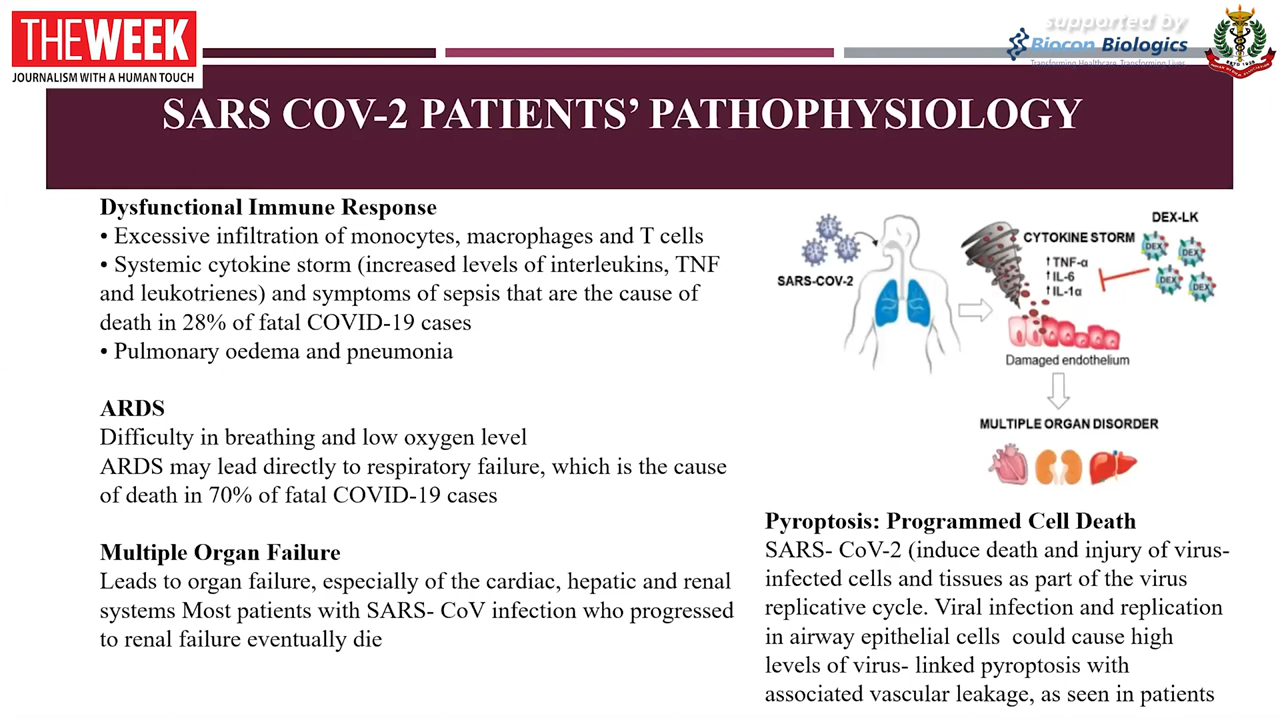 THE WEEK
JOURNALISM WITH A HUMAN TOUCH
supported by
Biocon Biologics
Transforming Healthcare. Transforming Lives.
SARS COV-2 PATIENTS’ PATHOPHYSIOLOGY
Dysfunctional Immune Response
• Excessive infiltration of monocytes, macrophages and T cells
• Systemic cytokine storm (increased levels of interleukins, TNF
and leukotrienes) and symptoms of sepsis that are the cause of
death in 28% of fatal COVID-19 cases
• Pulmonary oedema and pneumonia
ARDS
Difficulty in breathing and low oxygen level
ARDS may lead directly to respiratory failure, which is the cause
of death in 70% of fatal COVID-19 cases
Multiple Organ Failure
Leads to organ failure, especially of the cardiac, hepatic and renal
systems Most patients with SARS- CoV infection who progressed
to renal failure eventually die
SARS-COV-2
CYTOKINE STORM
↑TNF-α
↑IL-6
↑IL-1α
DEX-LK
DEX
DEX
DEX
DEX
Damaged endothelium
MULTIPLE ORGAN DISORDER
Pyroptosis: Programmed Cell Death
SARS- CoV-2 (induce death and injury of virus-
infected cells and tissues as part of the virus
replicative cycle. Viral infection and replication
in airway epithelial cells  could cause high
levels of virus- linked pyroptosis with
associated vascular leakage, as seen in patients